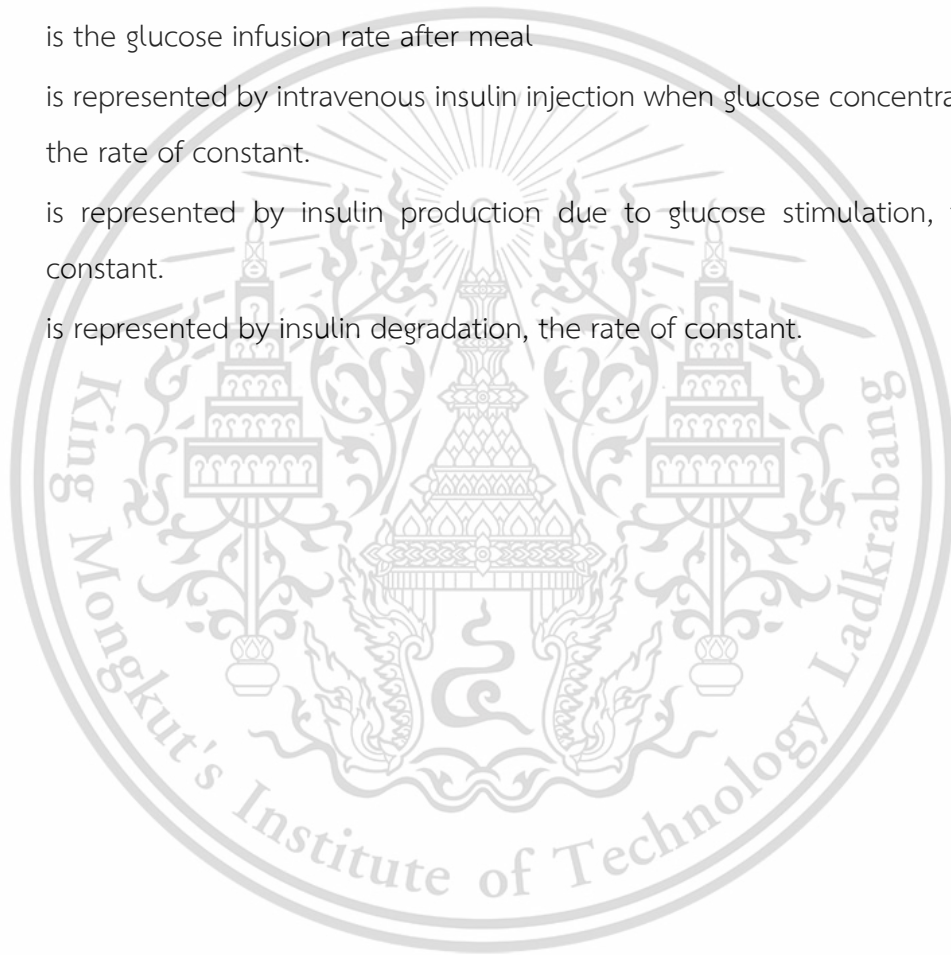 is the glucose infusion rate after meal
is represented by intravenous insulin injection when glucose
the rate of constant.
is represented by insulin production due to glucose stimulation,
constant.
is represented by insulin degradation, the rate of constant.
King Mongkut's Institute of Technology Ladkrabang